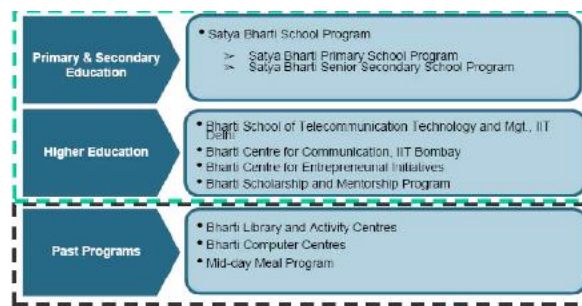 Primary & Secondary
Education
• Satya Bharti School Program
➢ Satya Bharti Primary School Program
➢ Satya Bharti Senior Secondary School Program
Higher Education
• Bharti School of Telecommunication Technology and Mgt., IIT
Delhi
• Bharti Centre for Communication, IIT Bombay
• Bharti Centre for Entrepreneurial Initiatives
• Bharti Scholarship and Mentorship Program
Past Programs
• Bharti Library and Activity Centres
• Bharti Computer Centres
• Mid-day Meal Program